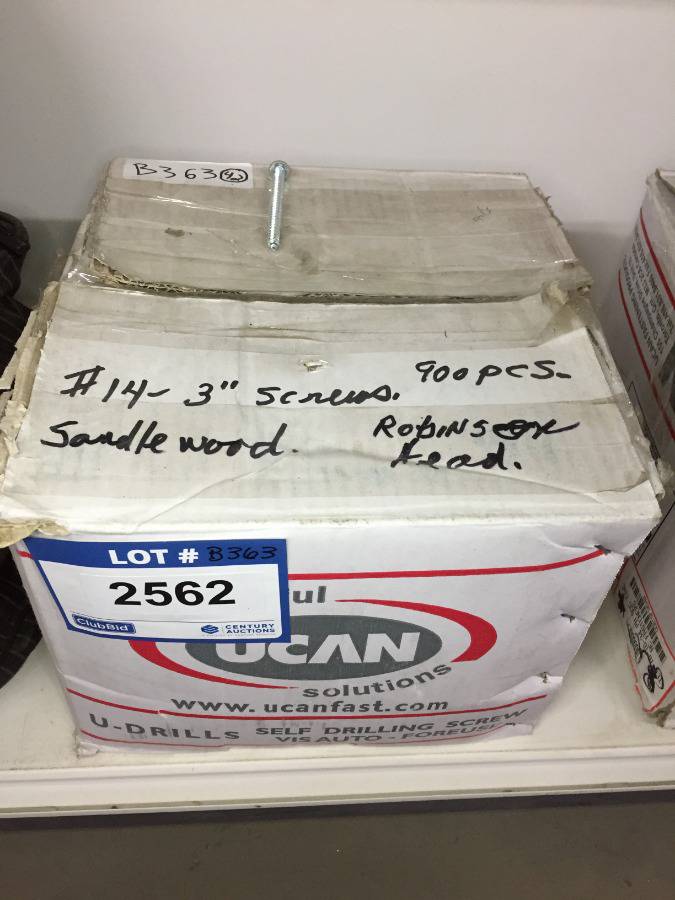 B363
#14- 3" Screws. 900 PCS.
Sandlewood. Robinson
head.
LOT # B363
2562
ClubBid CENTURY
AUCTIONS
ul
UCAN
solutions
www.ucanfast.com
U-DRILLS SELF DRILLING SCREW
VIS AUTO - FOREUSE